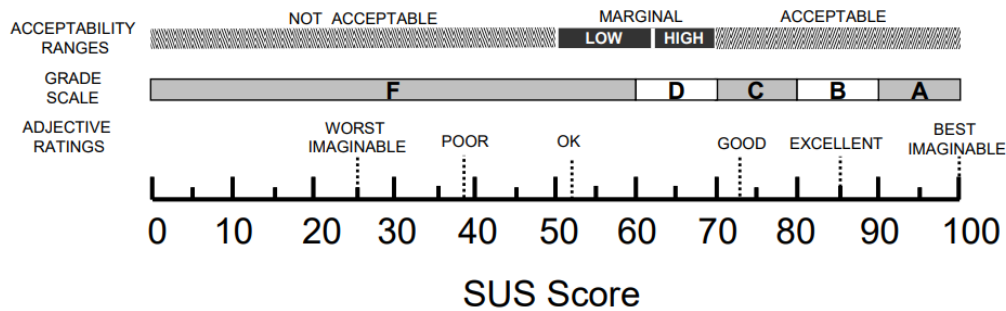 NOT ACCEPTABLE
MARGINAL
ACCEPTABLE
ACCEPTABILITY
RANGES
LOW
HIGH
GRADE
SCALE
F
D
C
B
A
ADJECTIVE
RATINGS
WORST
IMAGINABLE
POOR
OK
GOOD
EXCELLENT
BEST
IMAGINABLE
0 10 20 30 40 50 60 70 80 90 100
SUS Score